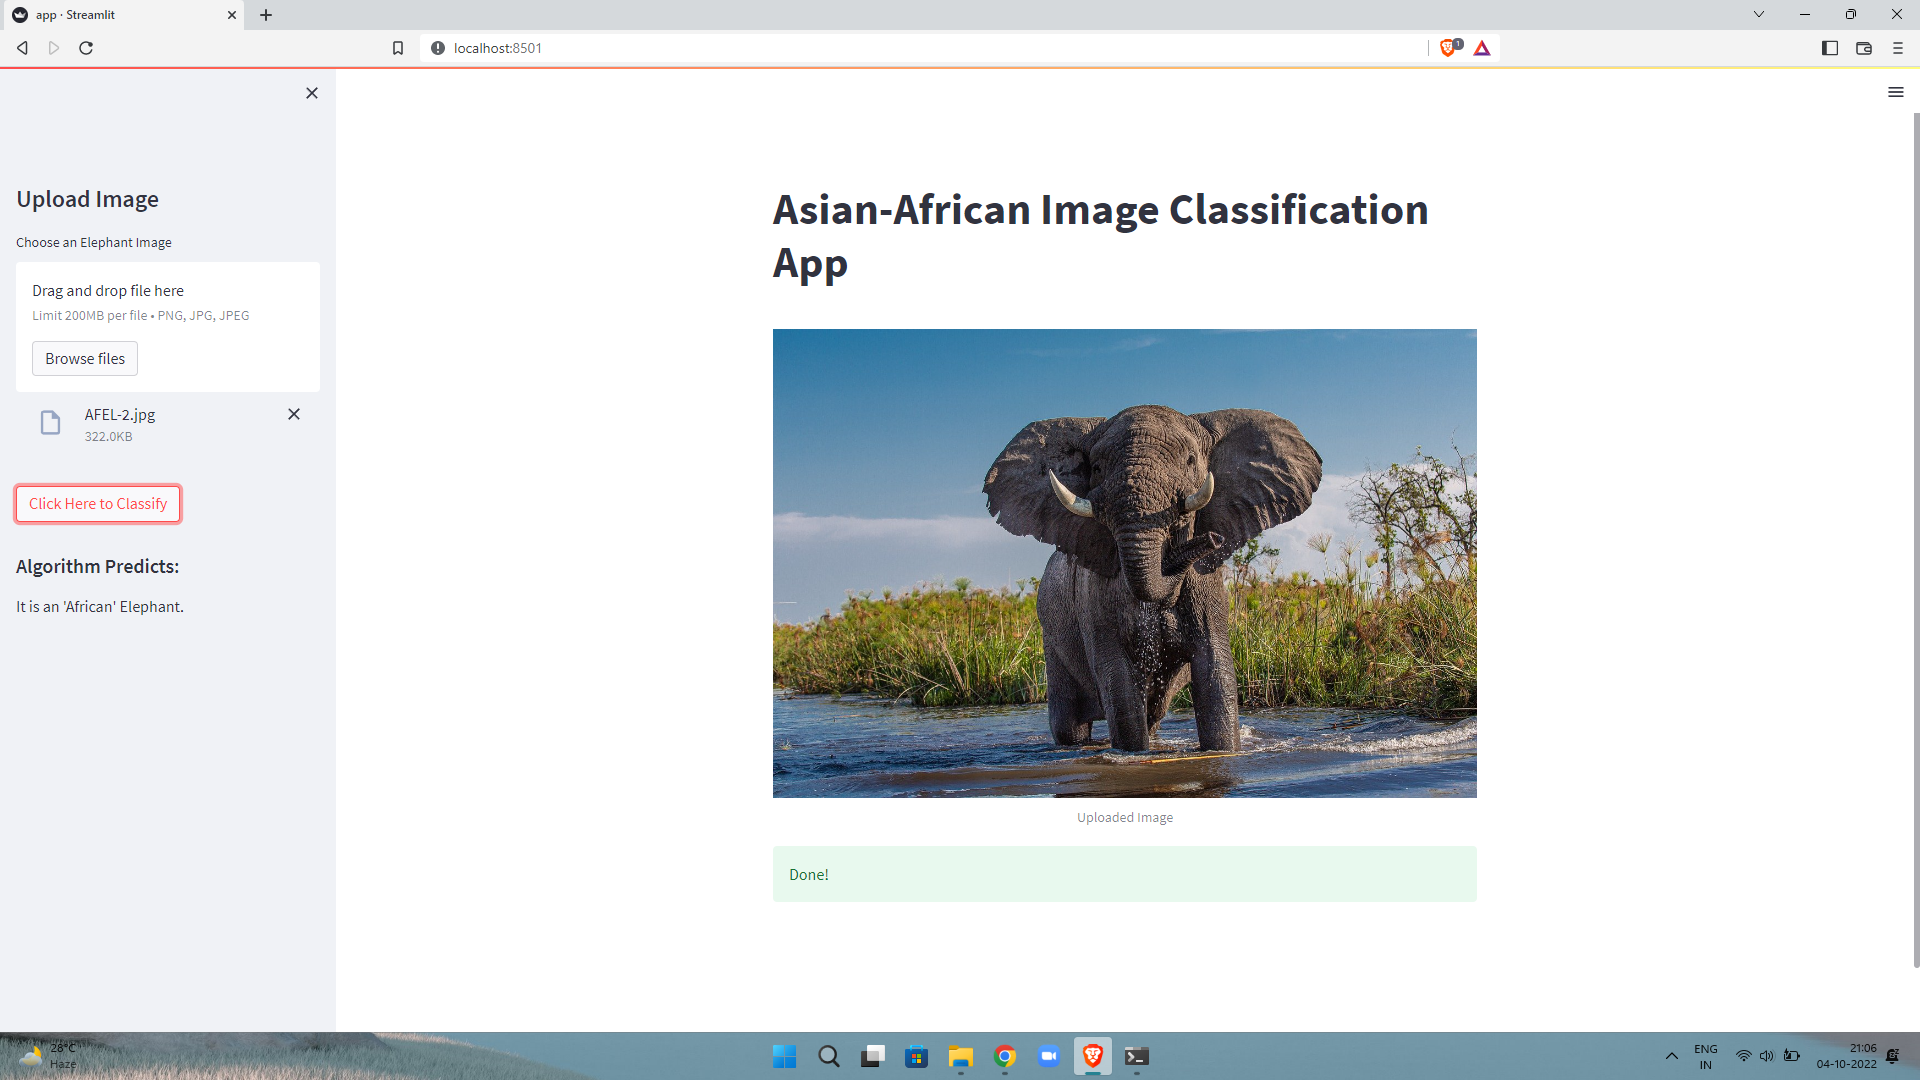 app · Streamlit
localhost:8501
1
Upload Image
Choose an Elephant Image
Drag and drop file here
Limit 200MB per file • PNG, JPG, JPEG
Browse files
AFEL-2.jpg
322.0KB
Click Here to Classify
Algorithm Predicts:
It is an 'African' Elephant.
Asian-African Image Classification
App
Uploaded Image
Done!
28°C
Haze
ENG
IN
21:06
04-10-2022